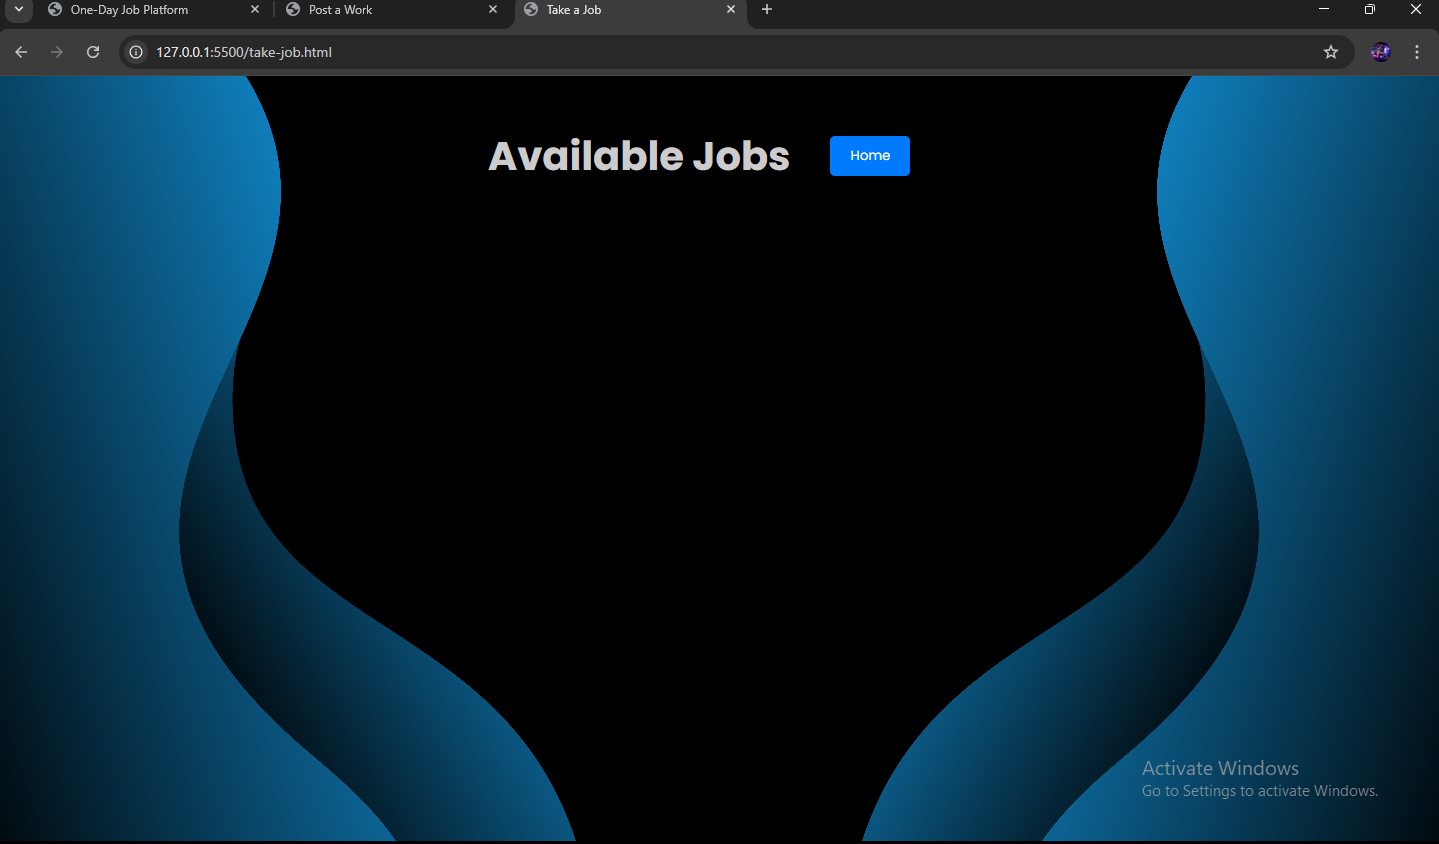 One-Day Job Platform
Post a Work
Take a Job
127.0.0.1:5500/take-job.html
Available Jobs
Home
Activate Windows
Go to Settings to activate Windows.